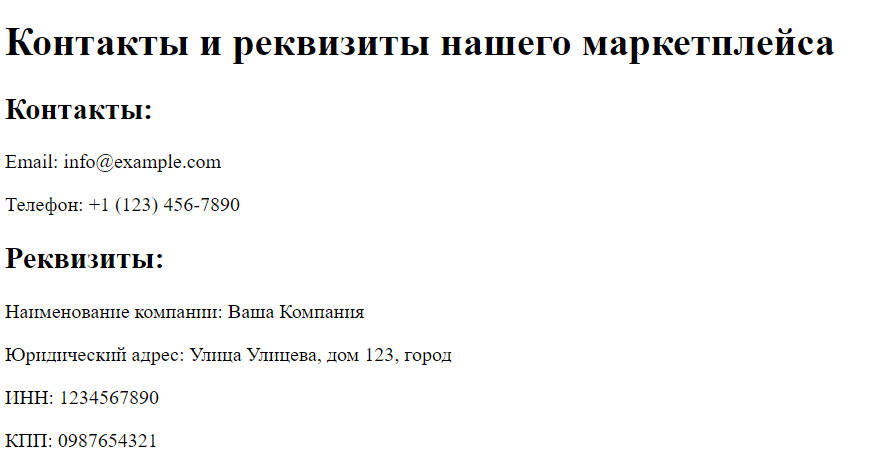 Контакты и реквизиты нашего маркетплейса
Контакты:
Email: info@example.com
Телефон: +1 (123) 456-7890
Реквизиты:
Наименование компании: Ваша Компания
Юридический адрес: Улица Улицева, дом 123, город
ИНН: 1234567890
КПП: 0987654321